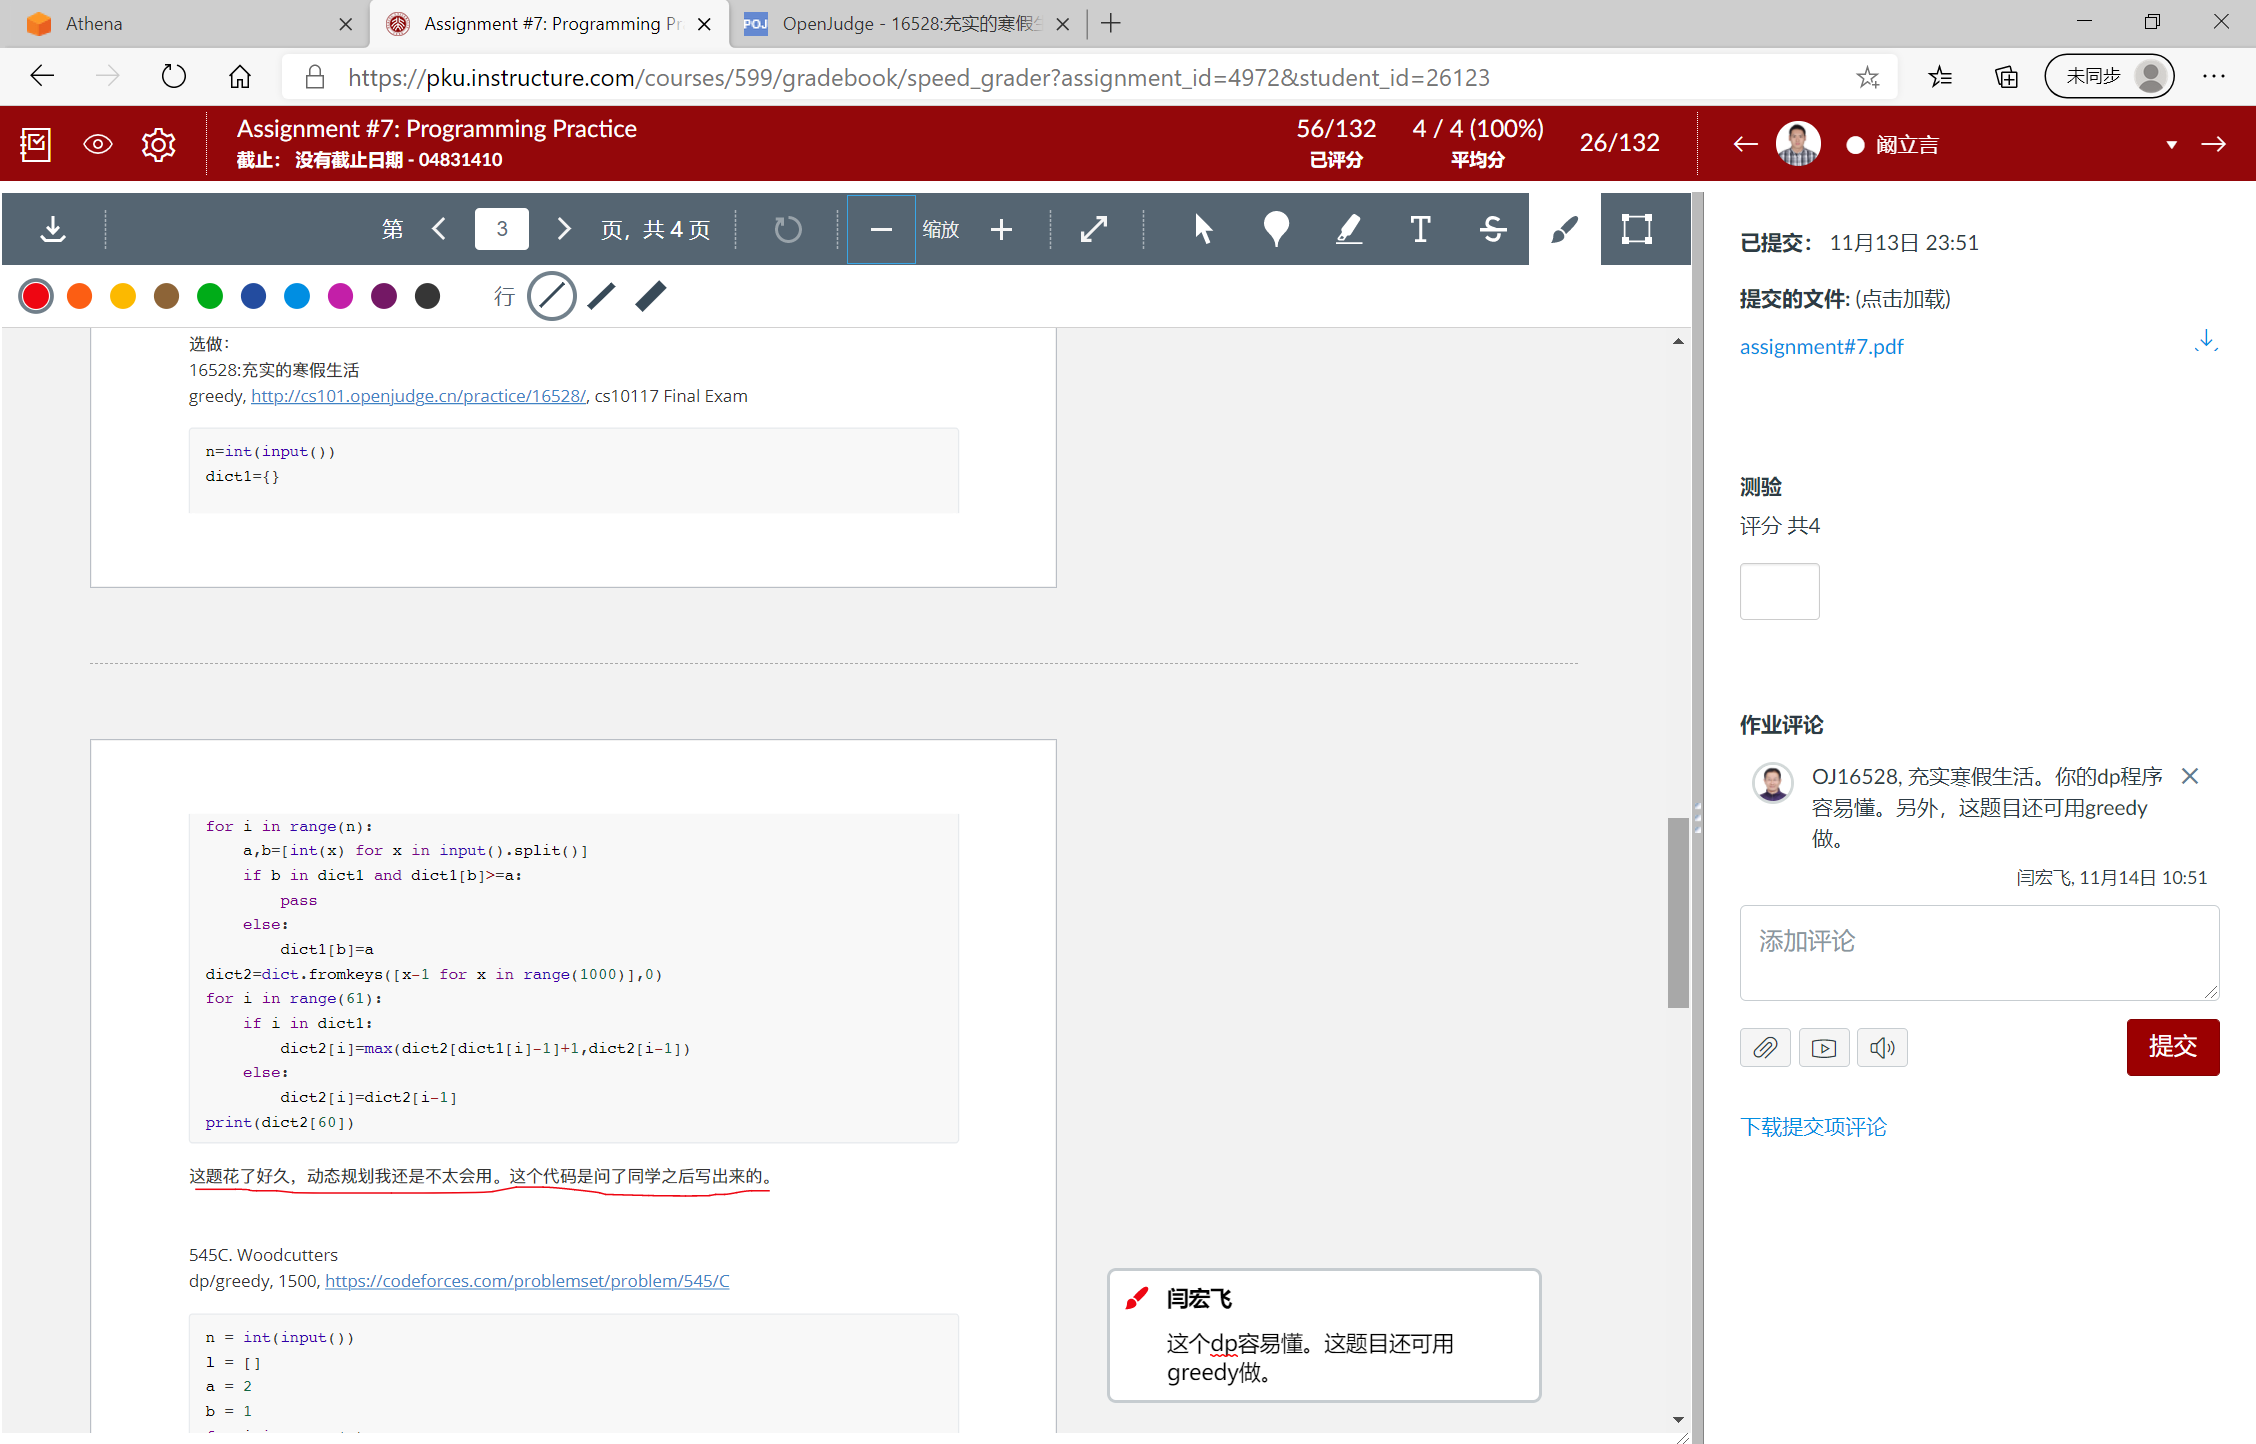 Athena
Assignment #7: Programming Pr
OpenJudge - 16528:充实的寒假生
https://pku.instructure.com/courses/599/gradebook/speed_grader?assignment_id=4972&student_id=26123
未同步
Assignment #7: Programming Practice
截止： 没有截止日期 - 04831410
56/132
已评分
4 / 4 (100%)
平均分
26/132
阚立言
第 3 页，共 4 页
缩放
T
S
行
选做：
16528:充实的寒假生活
greedy, http://cs101.openjudge.cn/practice/16528/, cs10117 Final Exam
n=int(input())
dict1={}
for i in range(n):
    a,b=[int(x) for x in input().split()]
    if b in dict1 and dict1[b]>=a:
        pass
    else:
        dict1[b]=a
dict2=dict.fromkeys([x-1 for x in range(1000)],0)
for i in range(61):
    if i in dict1:
        dict2[i]=max(dict2[dict1[i]-1]+1,dict2[i-1])
    else:
        dict2[i]=dict2[i-1]
print(dict2[60])
这题花了好久，动态规划我还是不太会用。这个代码是问了同学之后写出来的。
545C. Woodcutters
dp/greedy, 1500, https://codeforces.com/problemset/problem/545/C
n = int(input())
l = []
a = 2
b = 1
闫宏飞
这个dp容易懂。这题目还可用
greedy做。
已提交： 11月13日 23:51
提交的文件: (点击加载)
assignment#7.pdf
测验
评分 共4
作业评论
OJ16528, 充实寒假生活。你的dp程序
容易懂。另外，这题目还可用greedy
做。
闫宏飞, 11月14日 10:51
添加评论
提交
下载提交项评论